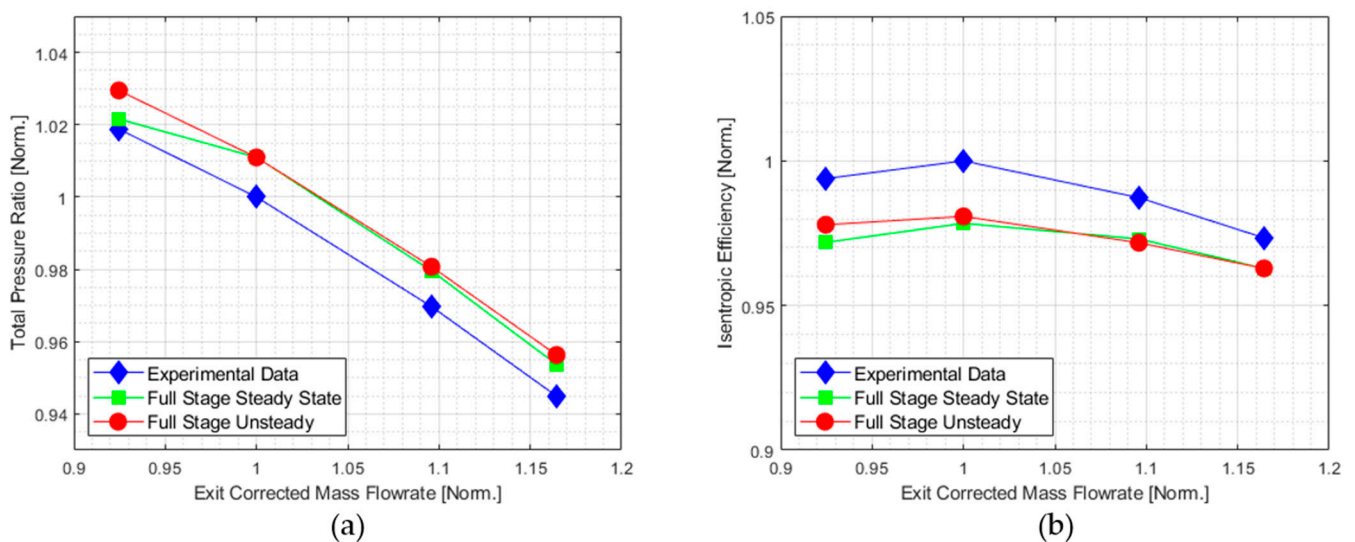 Total Pressure Ratio [Norm.]
1.04
1.02
1
0.98
0.96
0.94
Experimental Data
Full Stage Steady State
Full Stage Unsteady
0.9
0.95
1
1.05
1.1
1.15
1.2
Exit Corrected Mass Flowrate [Norm.]
(a)
Isentropic Efficiency [Norm.]
1.05
1
0.95
0.9
Experimental Data
Full Stage Steady State
Full Stage Unsteady
0.9
0.95
1
1.05
1.1
1.15
1.2
Exit Corrected Mass Flowrate [Norm.]
(b)